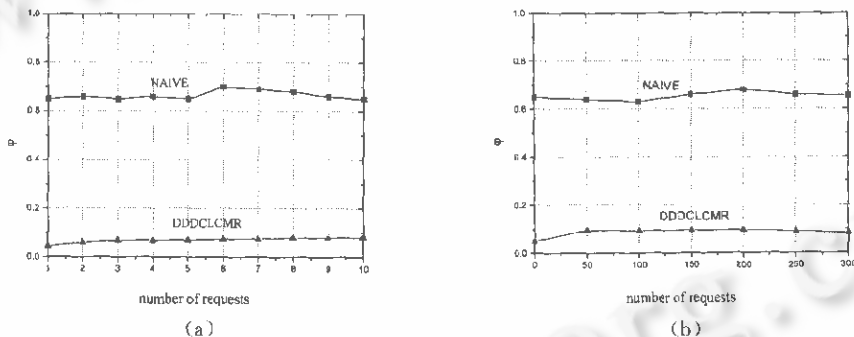 1.0
0.8
0.6
0.4
0.2
0.0
φ
NAIVE
DDDCLCMR
1 2 3 4 5 6 7 8 9 10
number of requests
(a)
1.0
0.8
0.6
0.4
0.2
0.0
φ
NAIVE
DDDCLCMR
0 50 100 150 200 250 300
number of requests
(b)